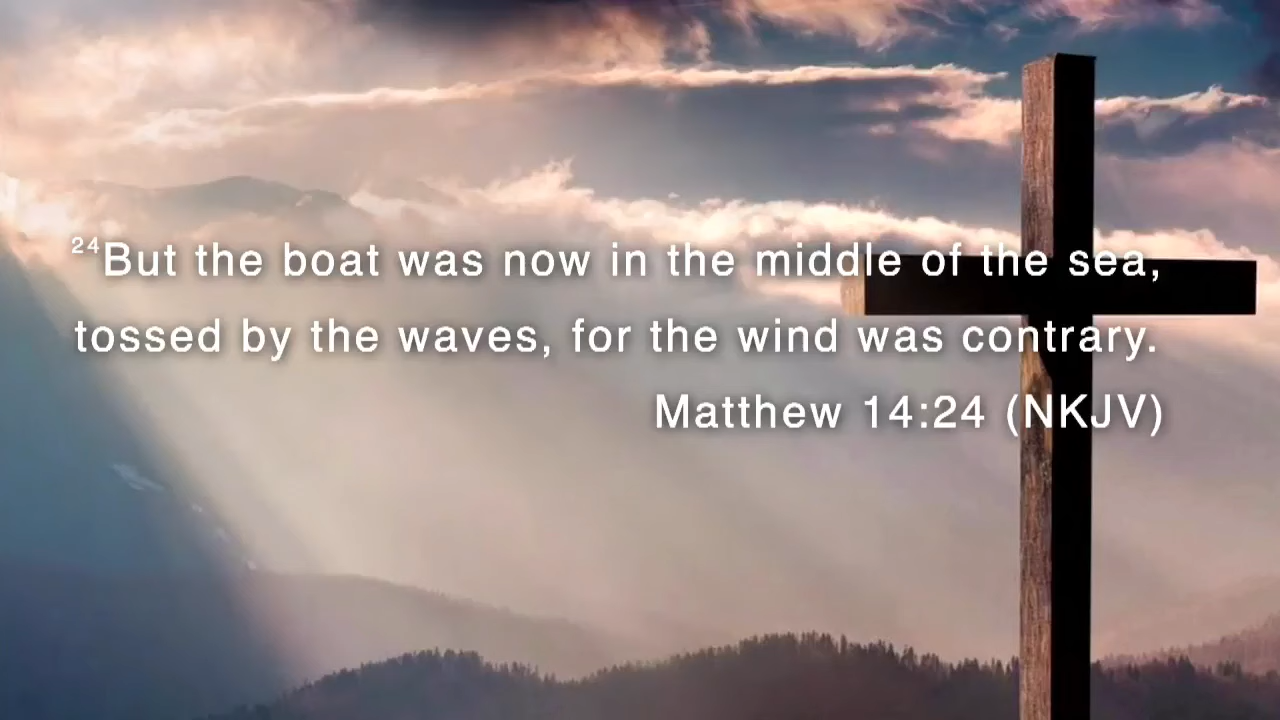 ²⁴But the boat was now in the middle of the sea,
tossed by the waves, for the wind was contrary.
Matthew 14:24 (NKJV)